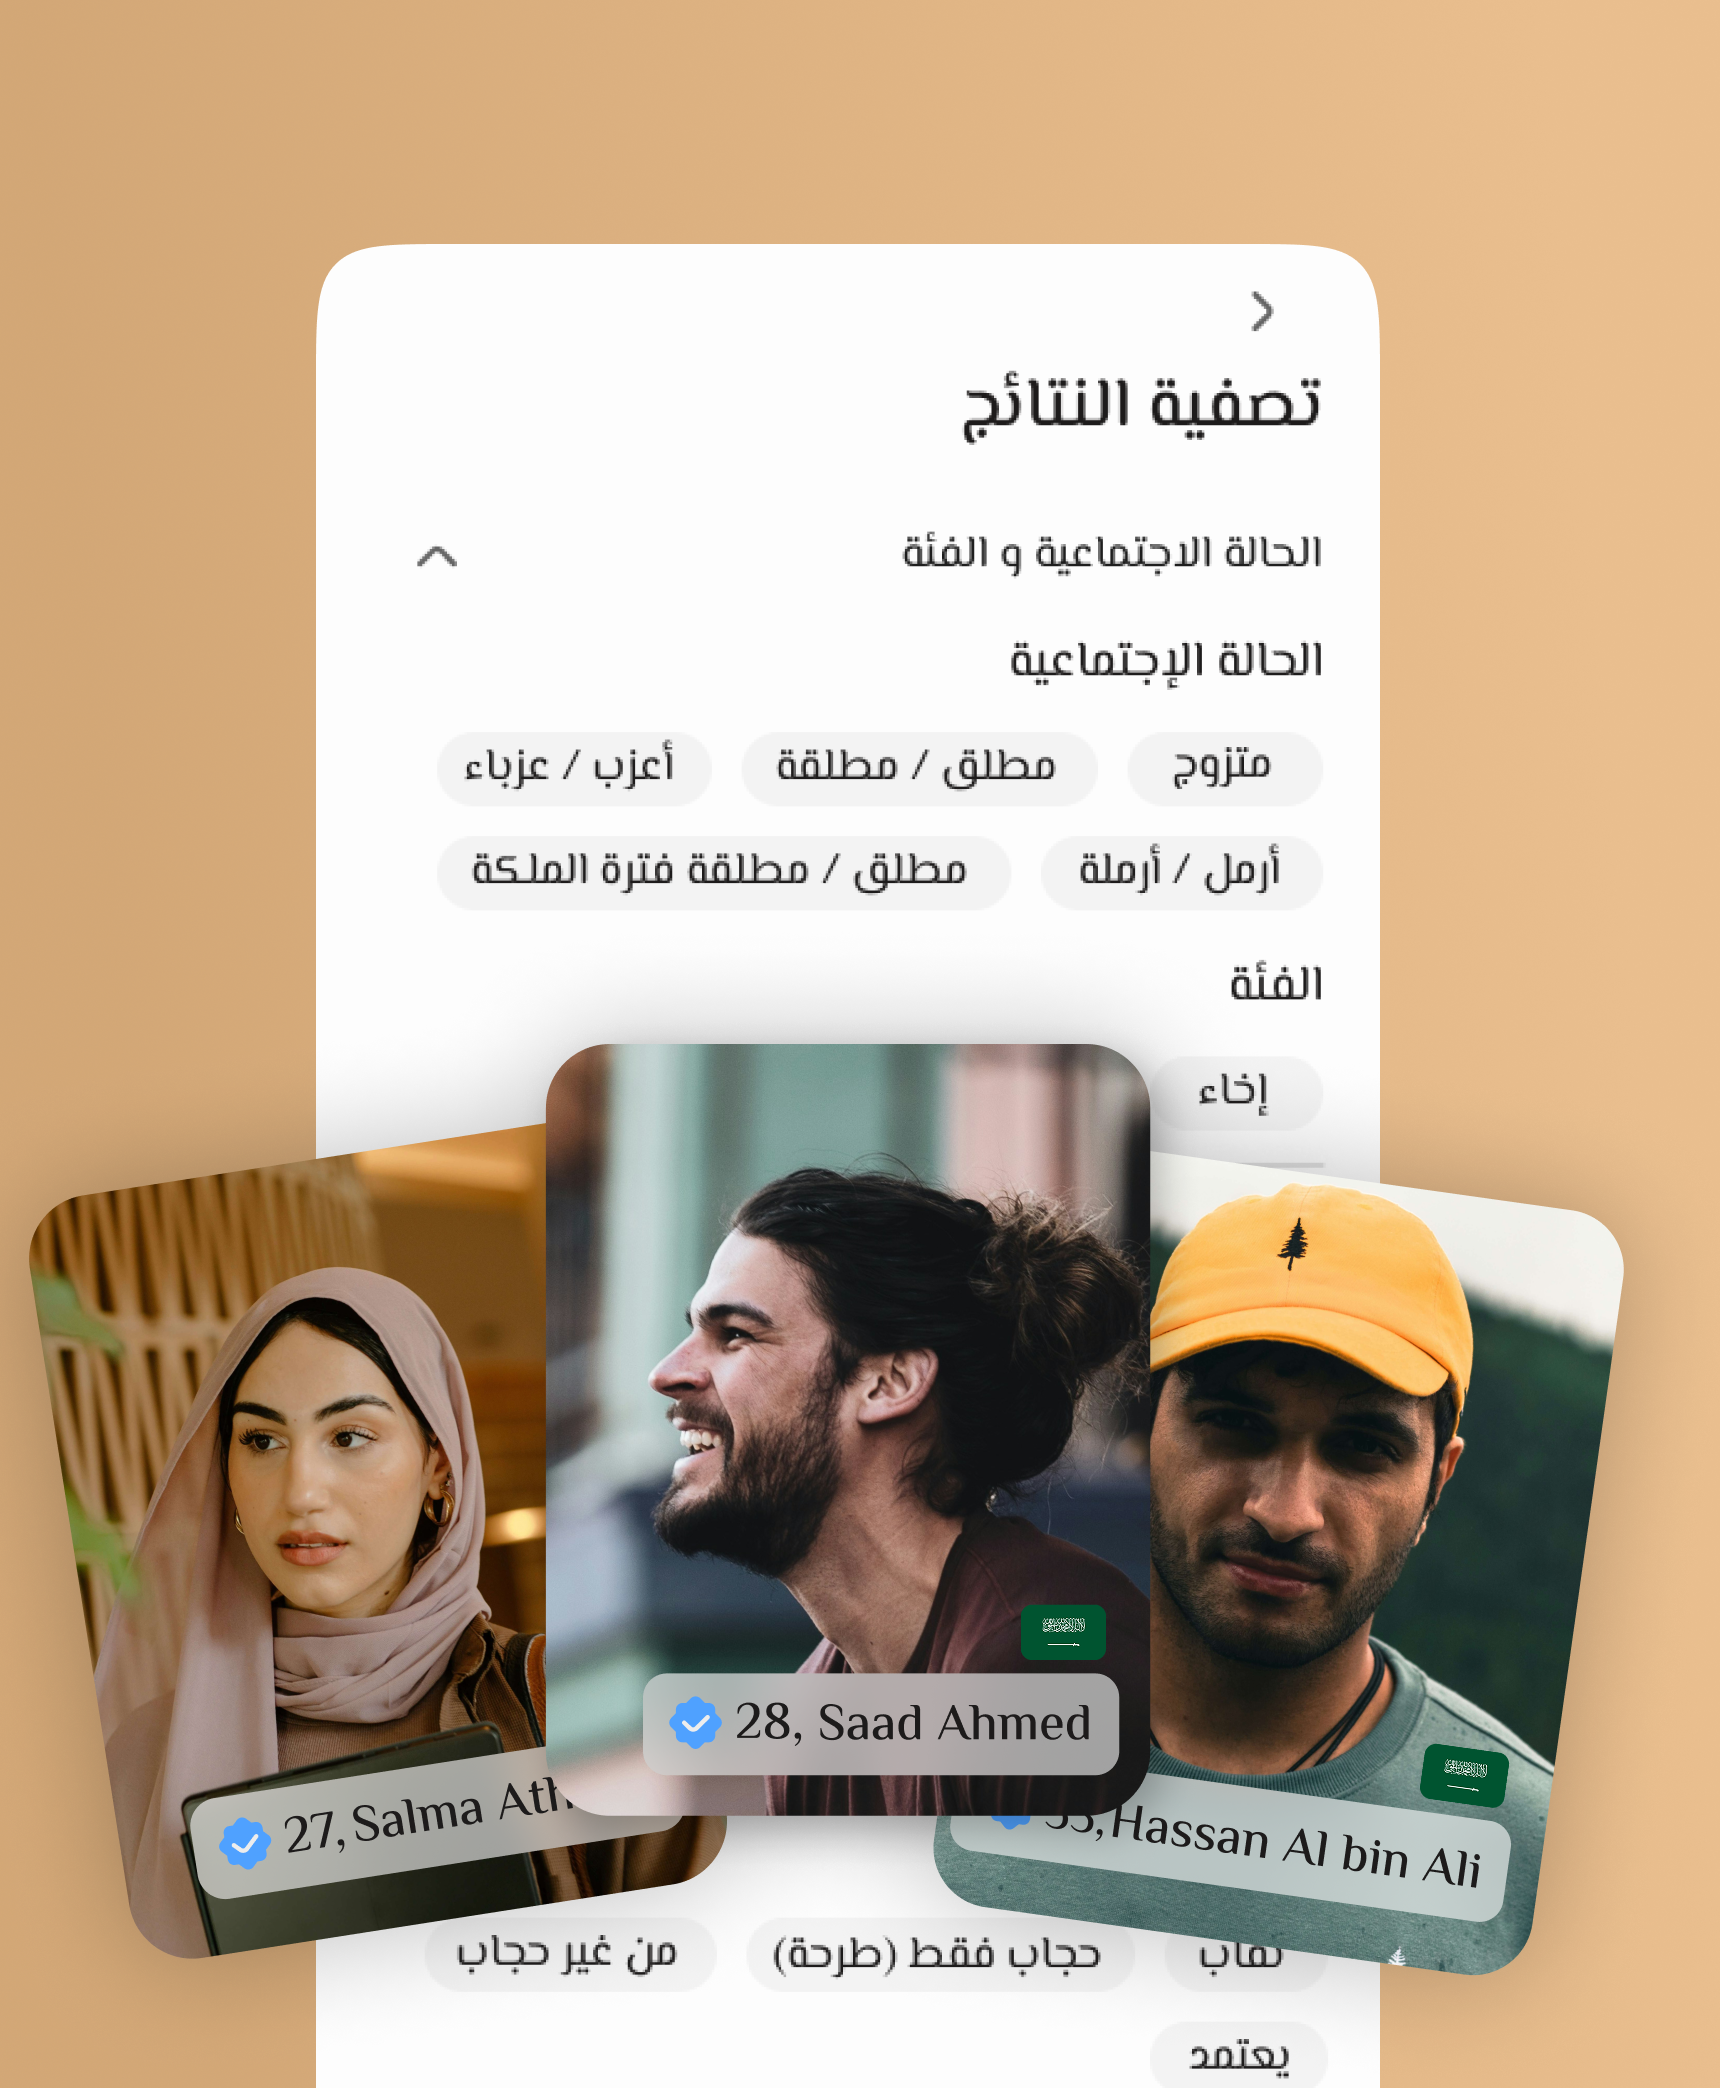 تصفية النتائج
الحالة الاجتماعية و الفئة
الحالة الإجتماعية
متزوج
مطلق / مطلقة
أعزب / عزباء
أرمل / أرملة
مطلق / مطلقة فترة الملكة
الفئة
إخاء
28, Saad Ahmed
27, Salma
Hassan Al bin Ali
نقاب
حجاب فقط (طرحة)
من غير حجاب
يعتمد